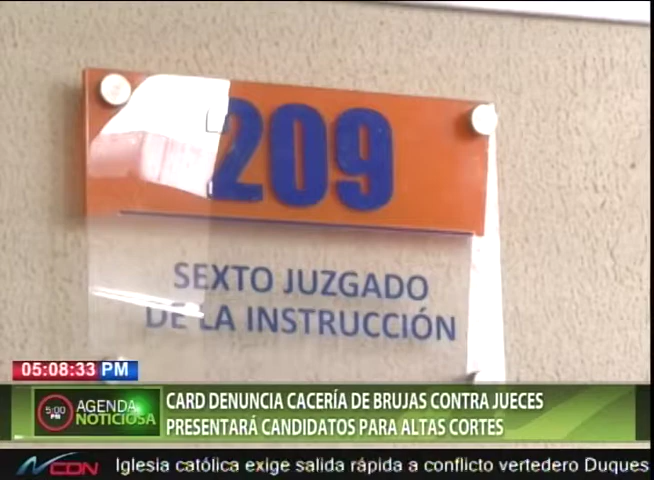 209
SEXTO JUZGADO
DE LA INSTRUCCIÓN
05:08:33 PM
5:00
PM
AGENDA
NOTICIOSA
CARD DENUNCIA CACERÍA DE BRUJAS CONTRA JUECES
PRESENTARÁ CANDIDATOS PARA ALTAS CORTES
NCDN
Iglesia católica exige salida rápida a conflicto vertedero Duques